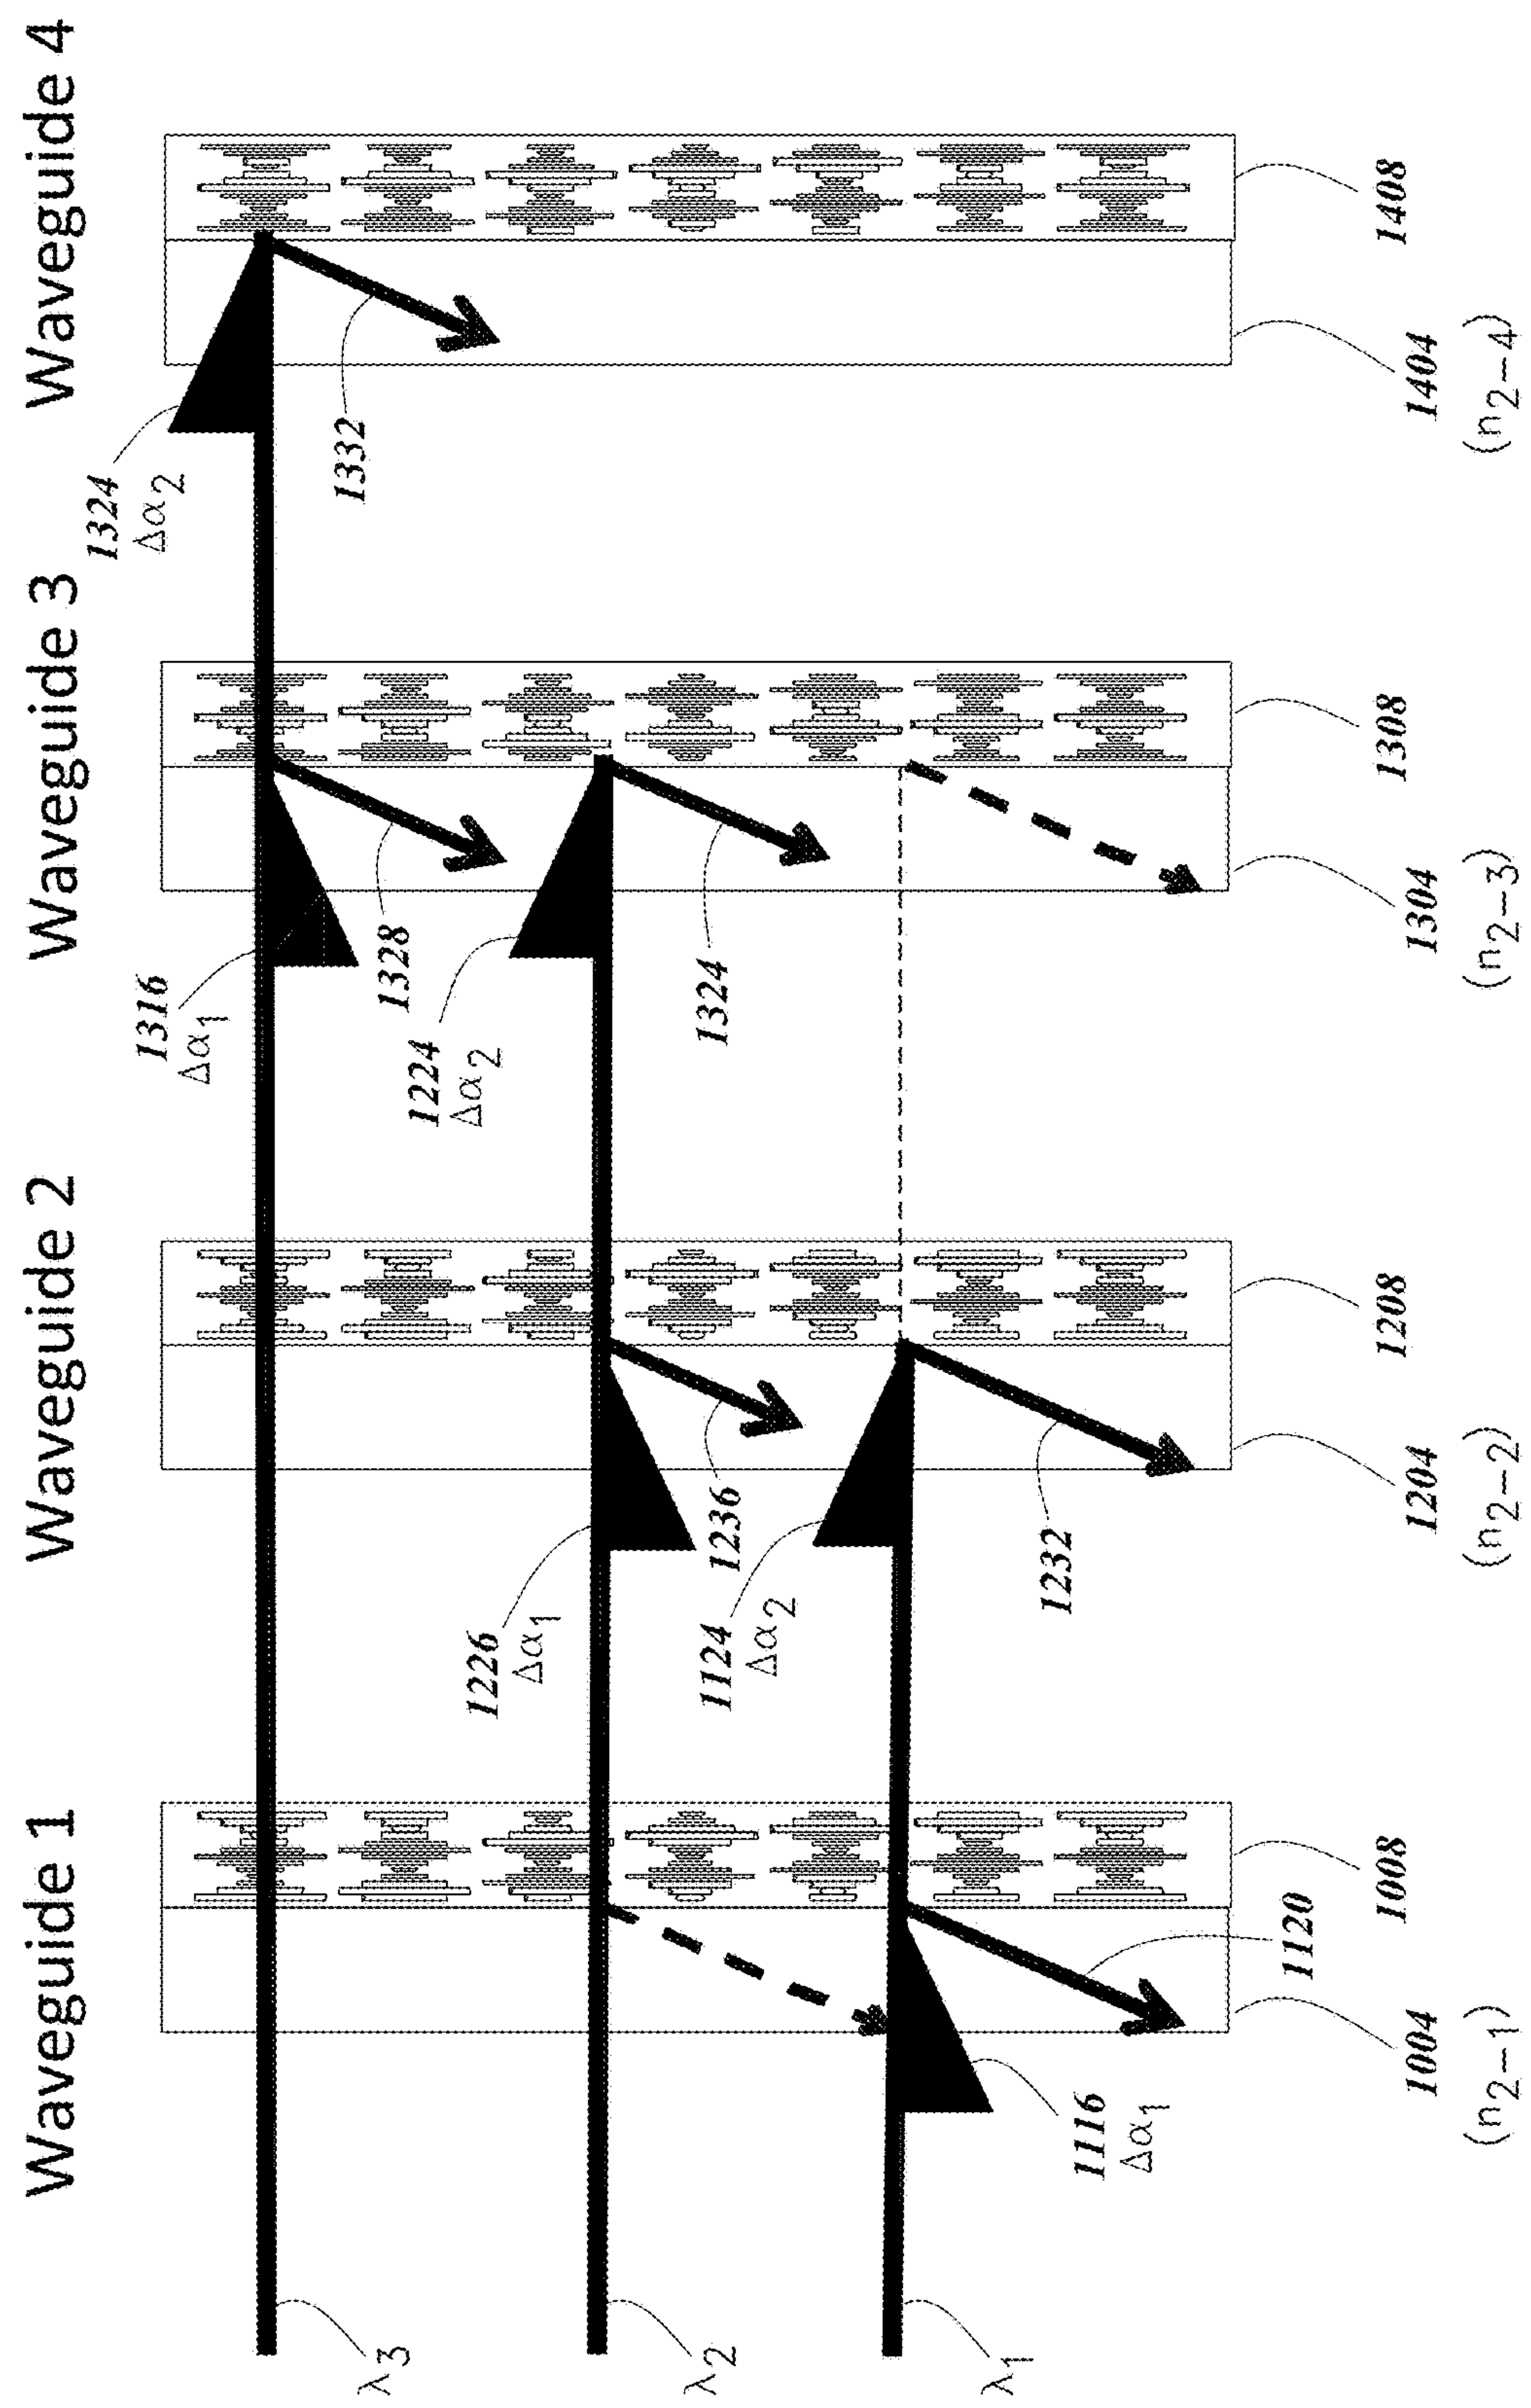 Waveguide 1
Waveguide 2
Waveguide 3
Waveguide 4
1324
Δα₂
1332
1316
Δα₁
1328
1224
Δα₂
1324
1226
Δα₁
1236
1124
Δα₂
1232
1116
Δα₁
1120
λ₃
λ₂
λ₁
1004
(n₂₋₁)
1008
1204
(n₂₋₂)
1208
1304
(n₂₋₃)
1308
1404
(n₂₋₄)
1408